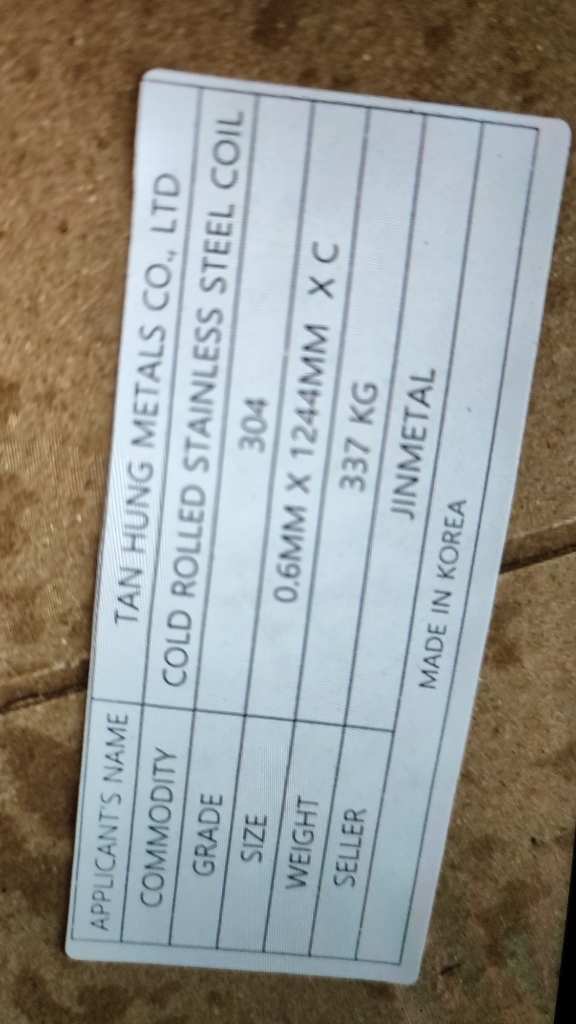 APPLICANT'S NAME TAN HUNG METALS CO., LTD
COMMODITY COLD ROLLED STAINLESS STEEL COIL
GRADE 304
SIZE 0.6MM X 1244MM X C
WEIGHT 337 KG
SELLER JINMETAL
MADE IN KOREA